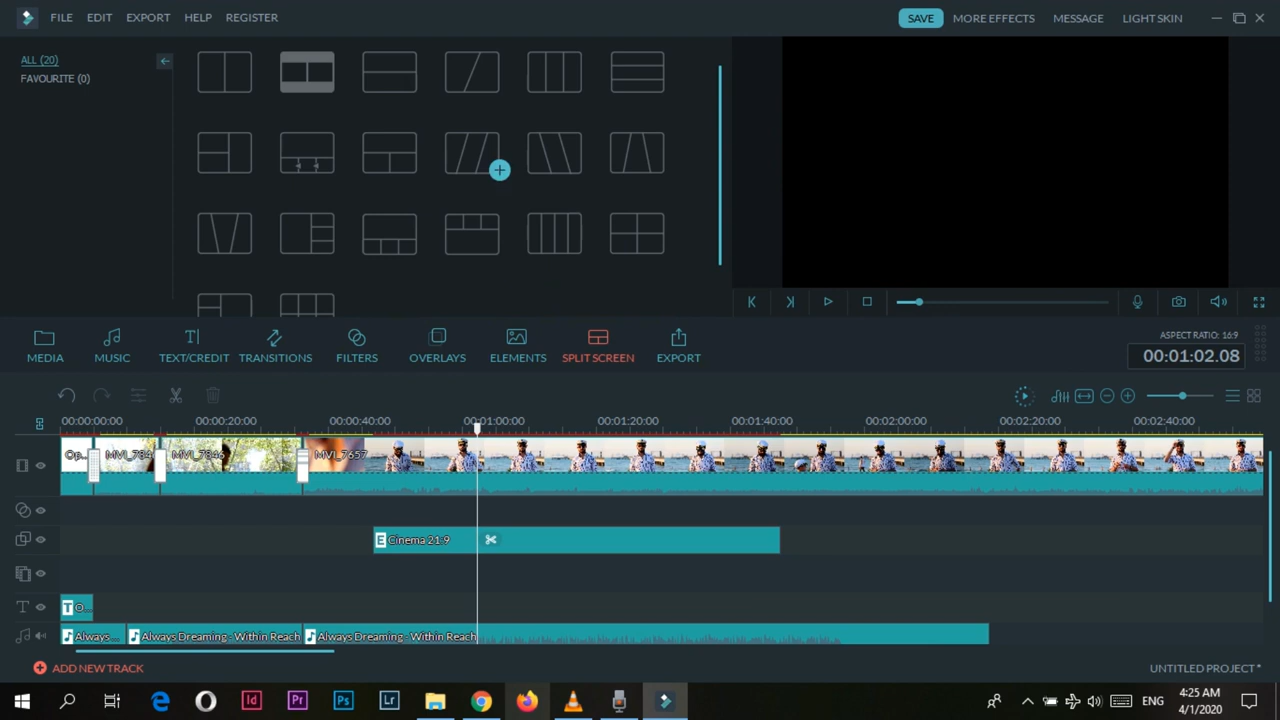 FILE EDIT EXPORT HELP REGISTER
SAVE MORE EFFECTS MESSAGE LIGHT SKIN
ALL (20)
FAVOURITE (0)
MEDIA MUSIC TEXT/CREDIT TRANSITIONS FILTERS OVERLAYS ELEMENTS SPLIT SCREEN EXPORT
ASPECT RATIO: 16:9
00:01:02.08
00:00:00:00 00:00:20:00 00:00:40:00 00:01:00:00 00:01:20:00 00:01:40:00 00:02:00:00 00:02:20:00 00:02:40:00
Op... MVI_784 MVI_7846 MVI_7657
E Cinema 21:9
T O...
Always ... Always Dreaming - Within Reach Always Dreaming - Within Reach
ADD NEW TRACK
UNTITLED PROJECT*
Id Pr Ps Lr
ENG
4:25 AM
4/1/2020